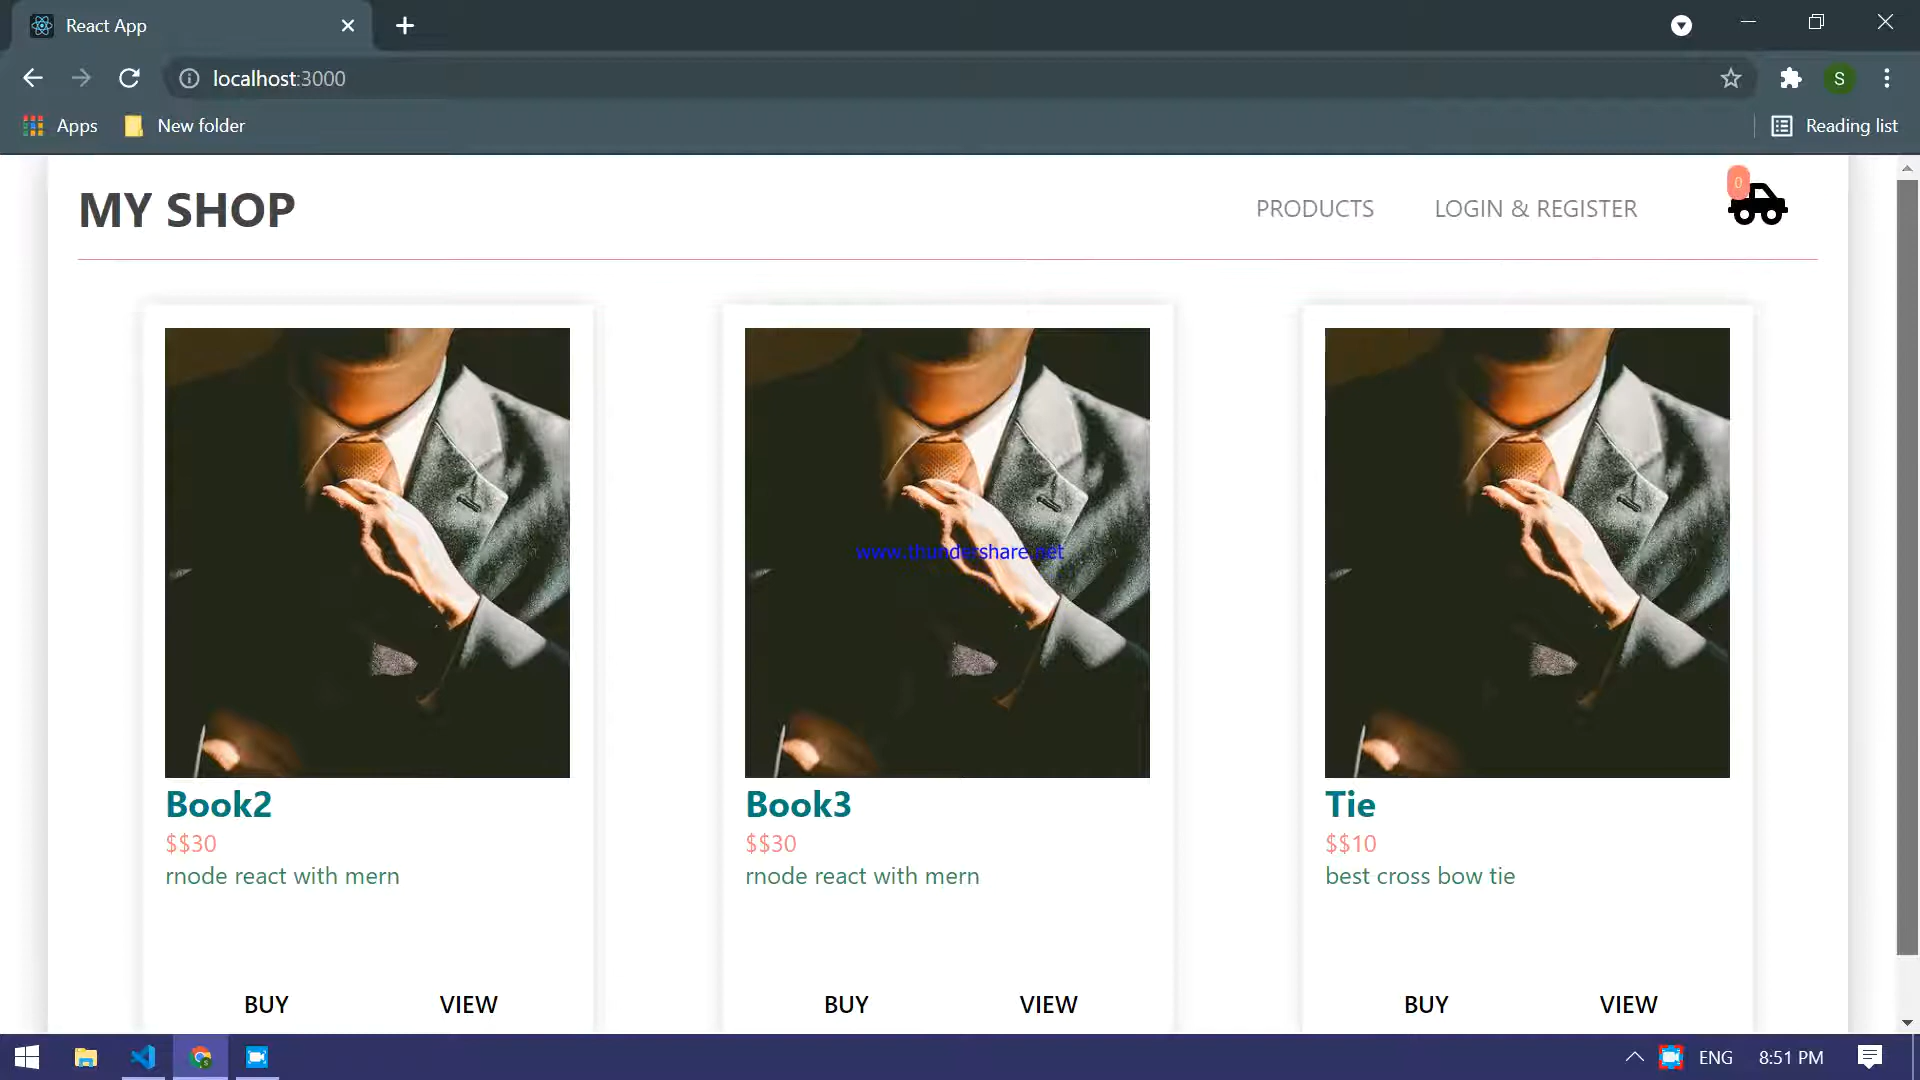 React App
localhost:3000
S
Apps
New folder
Reading list
MY SHOP
PRODUCTS
LOGIN & REGISTER
0
www.thundershare.net
Book2
$$30
rnode react with mern
BUY
VIEW
Book3
$$30
rnode react with mern
BUY
VIEW
Tie
$$10
best cross bow tie
BUY
VIEW
ENG
8:51 PM